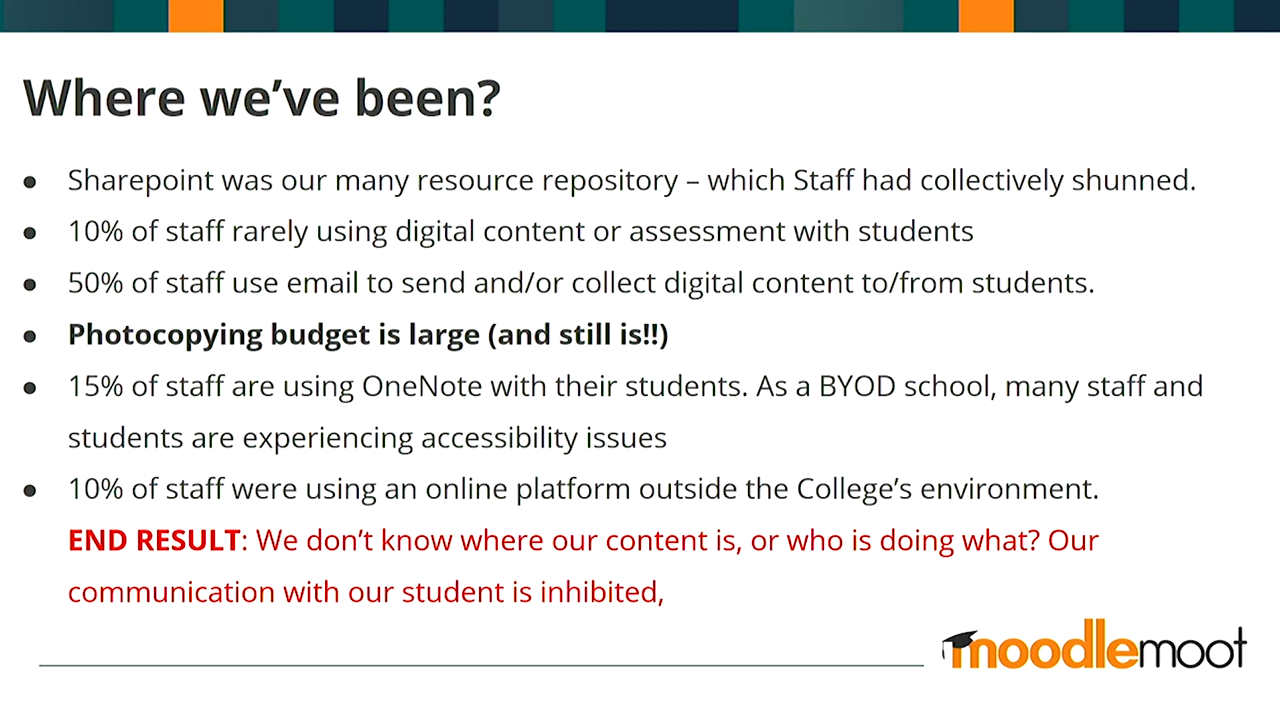 Where we’ve been?
● Sharepoint was our many resource repository – which Staff had collectively shunned.
● 10% of staff rarely using digital content or assessment with students
● 50% of staff use email to send and/or collect digital content to/from students.
● Photocopying budget is large (and still is!!)
● 15% of staff are using OneNote with their students. As a BYOD school, many staff and
students are experiencing accessibility issues
● 10% of staff were using an online platform outside the College’s environment.
END RESULT: We don’t know where our content is, or who is doing what? Our
communication with our student is inhibited,
moodlemoot